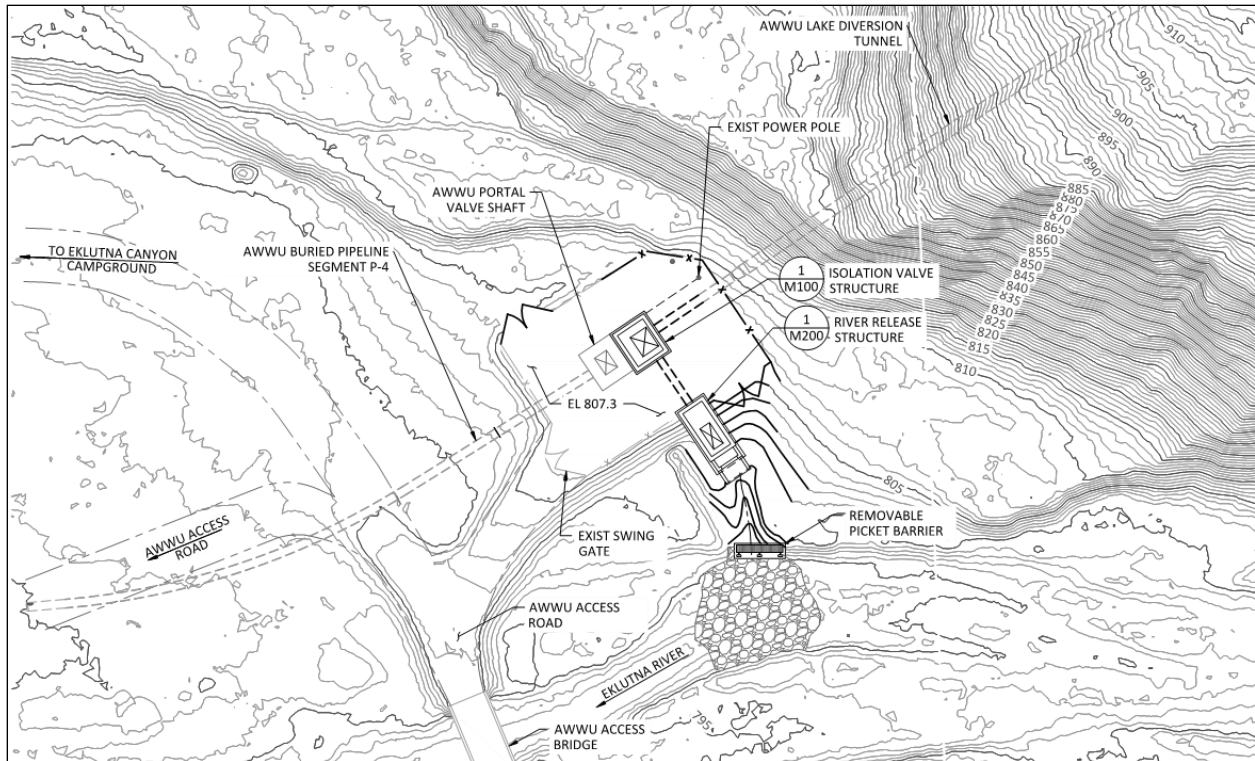 AWWU LAKE DIVERSION
TUNNEL
910
905
900
895
890
EXIST POWER POLE
AWWU PORTAL
VALVE SHAFT
885
880
875
870
865
860
855
850
845
840
835
830
825
820
815
810
TO EKLUTNA CANYON
CAMPGROUND
AWWU BURIED PIPELINE
SEGMENT P-4
1
M100
ISOLATION VALVE
STRUCTURE
1
M200
RIVER RELEASE
STRUCTURE
EL 807.3
805
EXIST SWING
GATE
REMOVABLE
PICKET BARRIER
AWWU ACCESS
ROAD
AWWU ACCESS
ROAD
EKLUTNA RIVER
795
AWWU ACCESS
BRIDGE